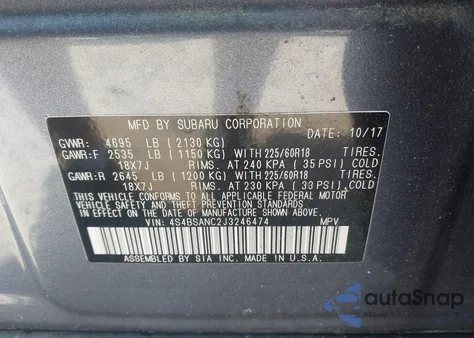 MFD BY SUBARU CORPORATION
DATE: 10/17
GVWR: 4695 LB (2130 KG)
GAWR:F 2535 LB (1150 KG) WITH 225/60R18 TIRES.
18X7J RIMS. AT 240 KPA (35 PSI) COLD
GAWR:R 2645 LB (1200 KG) WITH 225/60R18 TIRES.
18X7J RIMS. AT 230 KPA (33 PSI) COLD
THIS VEHICLE CONFORMS TO ALL APPLICABLE FEDERAL MOTOR
VEHICLE SAFETY AND THEFT PREVENTION STANDARDS
IN EFFECT ON THE DATE OF MANUFACTURE SHOWN ABOVE.
VIN: 4S4BSANC2J3246474 MPV
ASSEMBLED BY SIA INC. MADE IN U.S.A.
autoSnap